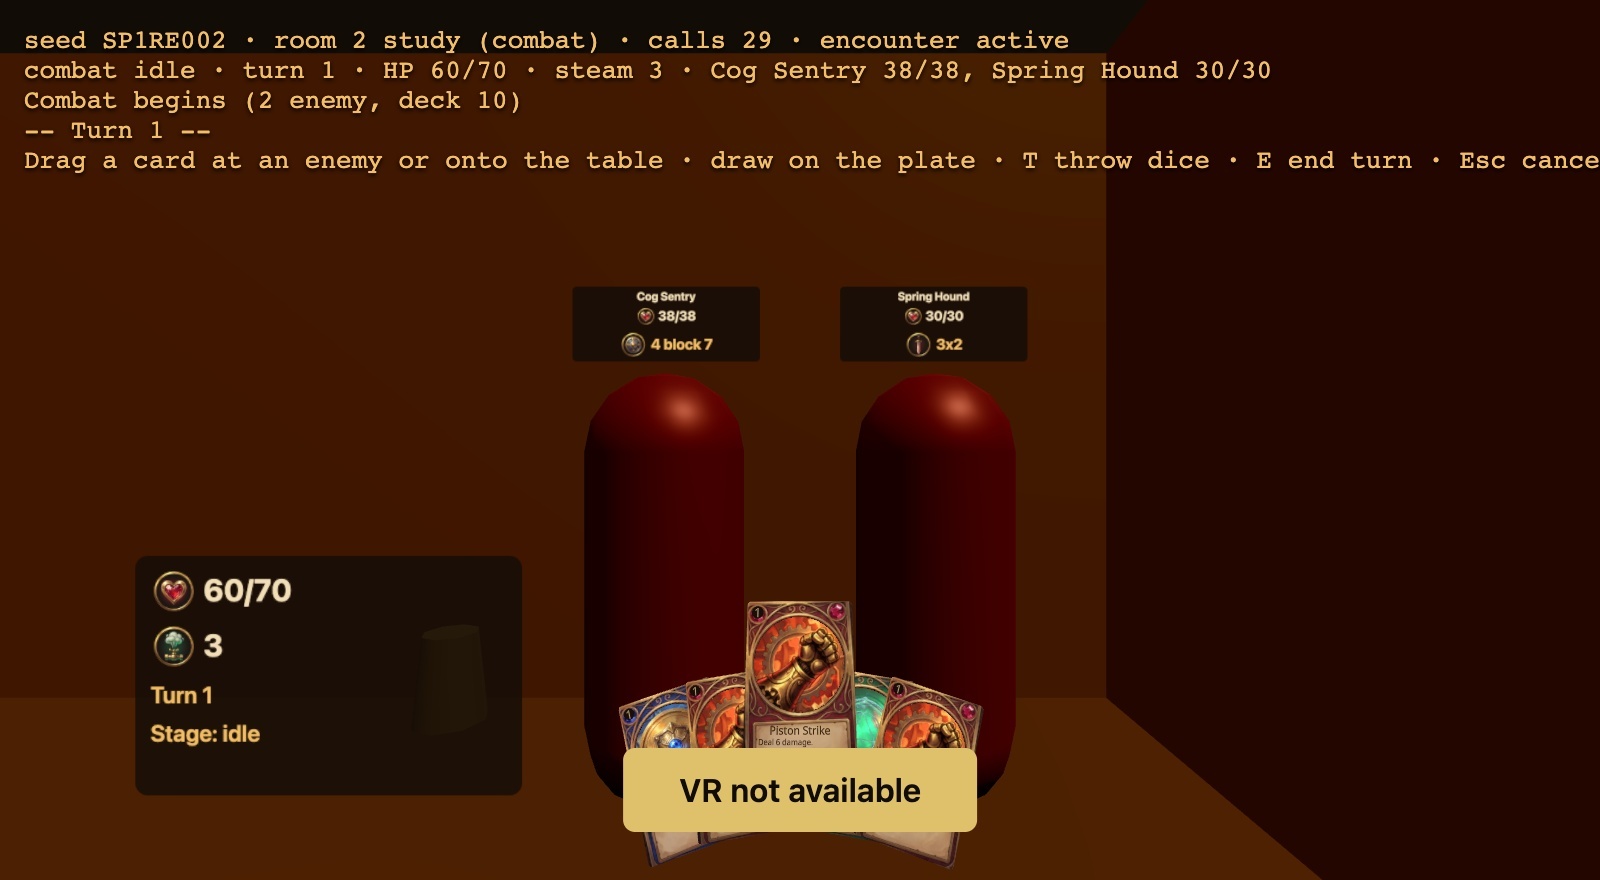 seed SP1RE002 · room 2 study (combat) · calls 29 · encounter active
combat idle · turn 1 · HP 60/70 · steam 3 · Cog Sentry 38/38, Spring Hound 30/30
Combat begins (2 enemy, deck 10)
-- Turn 1 --
Drag a card at an enemy or onto the table · draw on the plate · T throw dice · E end turn · Esc cance
Cog Sentry
38/38
4 block 7
Spring Hound
30/30
3x2
60/70
3
Turn 1
Stage: idle
1
1
1
1
Piston Strike
Deal 6 damage.
VR not available